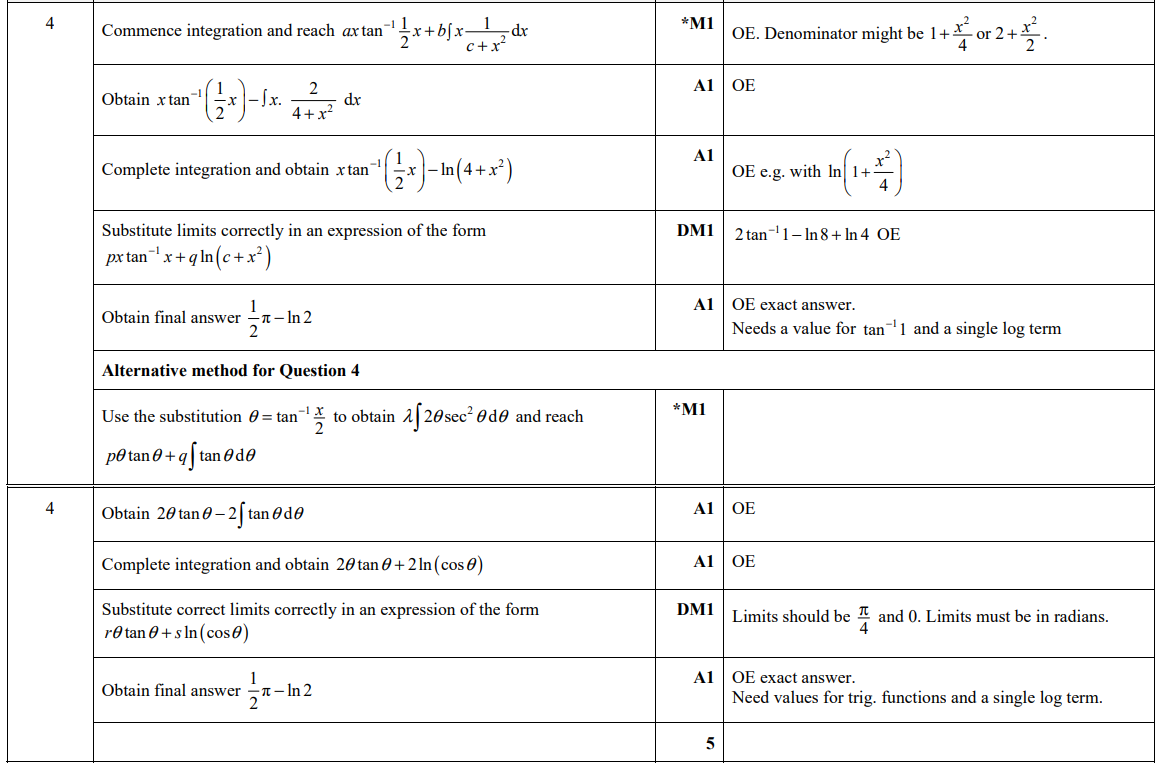 4
Commence integration and reach $ax\tan^{-1}\frac{1}{2}x+b\int x\frac{1}{c+x^2}dx$
*M1
OE. Denominator might be $1+\frac{x^2}{4}$ or $2+\frac{x^2}{2}$.
Obtain $x\tan^{-1}\left(\frac{1}{2}x\right)-\int x.\frac{2}{4+x^2}dx$
A1
OE
Complete integration and obtain $x\tan^{-1}\left(\frac{1}{2}x\right)-\ln\left(4+x^2\right)$
A1
OE e.g. with $\ln\left(1+\frac{x^2}{4}\right)$
Substitute limits correctly in an expression of the form
$px\tan^{-1}x+q\ln\left(c+x^2\right)$
DM1
$2\tan^{-1}1-\ln 8+\ln 4$ OE
Obtain final answer $\frac{1}{2}\pi-\ln 2$
A1
OE exact answer.
Needs a value for $\tan^{-1}1$ and a single log term
Alternative method for Question 4
Use the substitution $\theta=\tan^{-1}\frac{x}{2}$ to obtain $\lambda\int 2\theta\sec^2\theta d\theta$ and reach
$p\theta\tan\theta+q\int\tan\theta d\theta$
*M1
4
Obtain $2\theta\tan\theta-2\int\tan\theta d\theta$
A1
OE
Complete integration and obtain $2\theta\tan\theta+2\ln(\cos\theta)$
A1
OE
Substitute correct limits correctly in an expression of the form
$r\theta\tan\theta+s\ln(\cos\theta)$
DM1
Limits should be $\frac{\pi}{4}$ and 0. Limits must be in radians.
Obtain final answer $\frac{1}{2}\pi-\ln 2$
A1
OE exact answer.
Need values for trig. functions and a single log term.
5